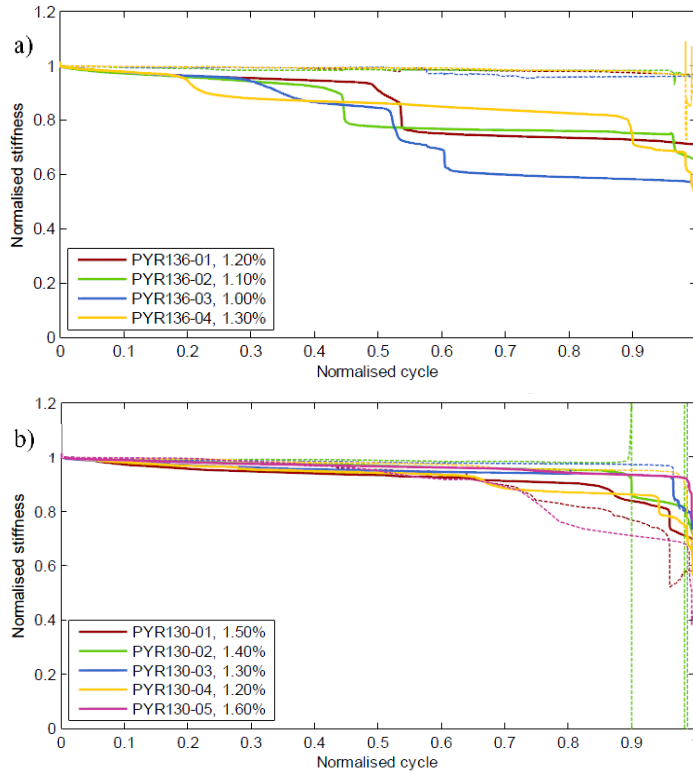 a)
1.2
1
0.8
0.6
0.4
0.2
0
Normalised stiffness
PYR136-01, 1.20%
PYR136-02, 1.10%
PYR136-03, 1.00%
PYR136-04, 1.30%
0 0.1 0.2 0.3 0.4 0.5 0.6 0.7 0.8 0.9
Normalised cycle
b)
1.2
1
0.8
0.6
0.4
0.2
0
Normalised stiffness
PYR130-01, 1.50%
PYR130-02, 1.40%
PYR130-03, 1.30%
PYR130-04, 1.20%
PYR130-05, 1.60%
0 0.1 0.2 0.3 0.4 0.5 0.6 0.7 0.8 0.9
Normalised cycle